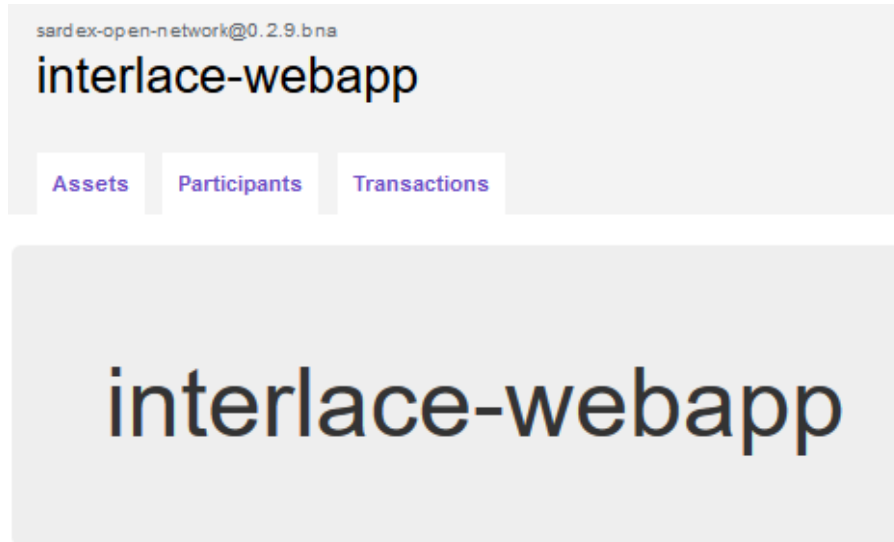 sardex-open-network@0.2.9.bna
interlace-webapp
Assets Participants Transactions
interlace-webapp